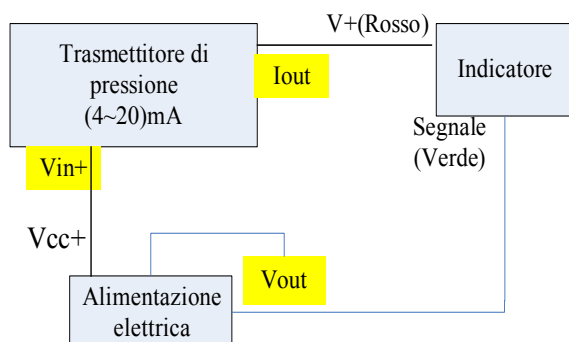 V+(Rosso)
Trasmettitore di
pressione
(4~20)mA
Iout
Indicatore
Segnale
(Verde)
Vin+
Vcc+
Vout
Alimentazione
elettrica